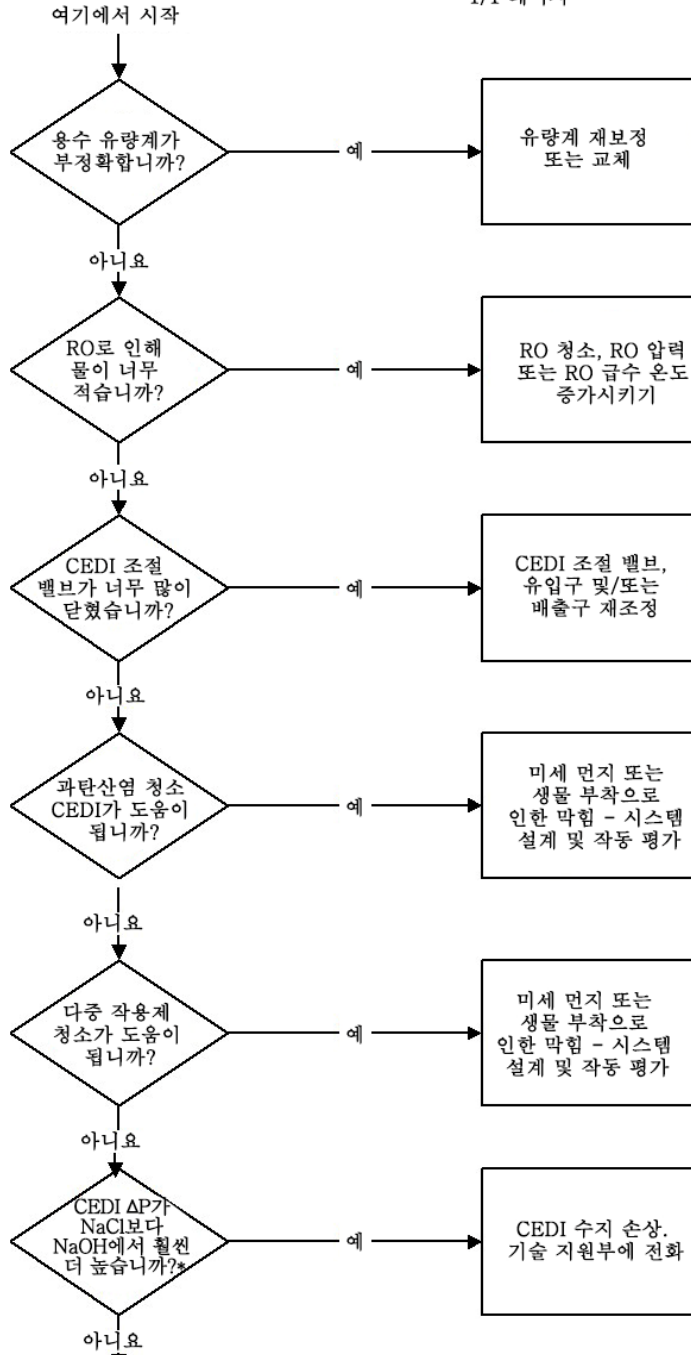 여기에서 시작
용수 유량계가
부정확합니까?
예
유량계 재보정
또는 교체
아니요
RO로 인해
물이 너무
적습니까?
예
RO 청소, RO 압력
또는 RO 급수 온도
증가시키기
아니요
CEDI 조절
밸브가 너무 많이
닫혔습니까?
예
CEDI 조절 밸브,
유입구 및/또는
배출구 재조정
아니요
과탄산염 청소
CEDI가 도움이
됩니까?
예
미세 먼지 또는
생물 부착으로
인한 막힘 – 시스템
설계 및 작동 평가
아니요
다중 작용제
청소가 도움이
됩니까?
예
미세 먼지 또는
생물 부착으로
인한 막힘 – 시스템
설계 및 작동 평가
아니요
CEDI ΔP가
NaCl보다
NaOH에서 훨씬
더 높습니까?*
예
CEDI 수지 손상.
기술 지원부에 전화
아니요